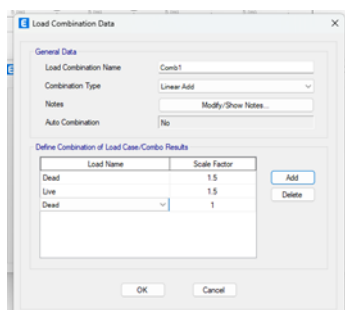 Load Combination Data
General Data
Load Combination Name Comb1
Combination Type Linear Add
Notes Modify/Show Notes...
Auto Combination No
Define Combination of Load Case/Combo Results
Load Name Scale Factor
Dead 1.5 Add
Live 1.5 Delete
Dead 1
OK Cancel